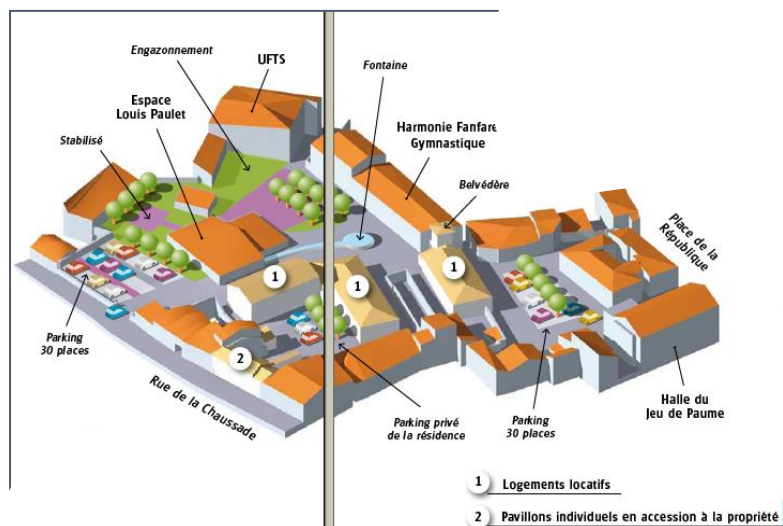 Engazonnement
UFTS
Fontaine
Espace
Louis Paulet
Stabilisé
Harmonie Fanfare
Gymnastique
Belvédère
Place de la
République
1
1
1
2
Parking
30 places
Rue de la Chaussade
Parking privé
de la résidence
Parking
30 places
Halle du
Jeu de Paume
1 Logements locatifs
2 Pavillons individuels en accession à la propriété